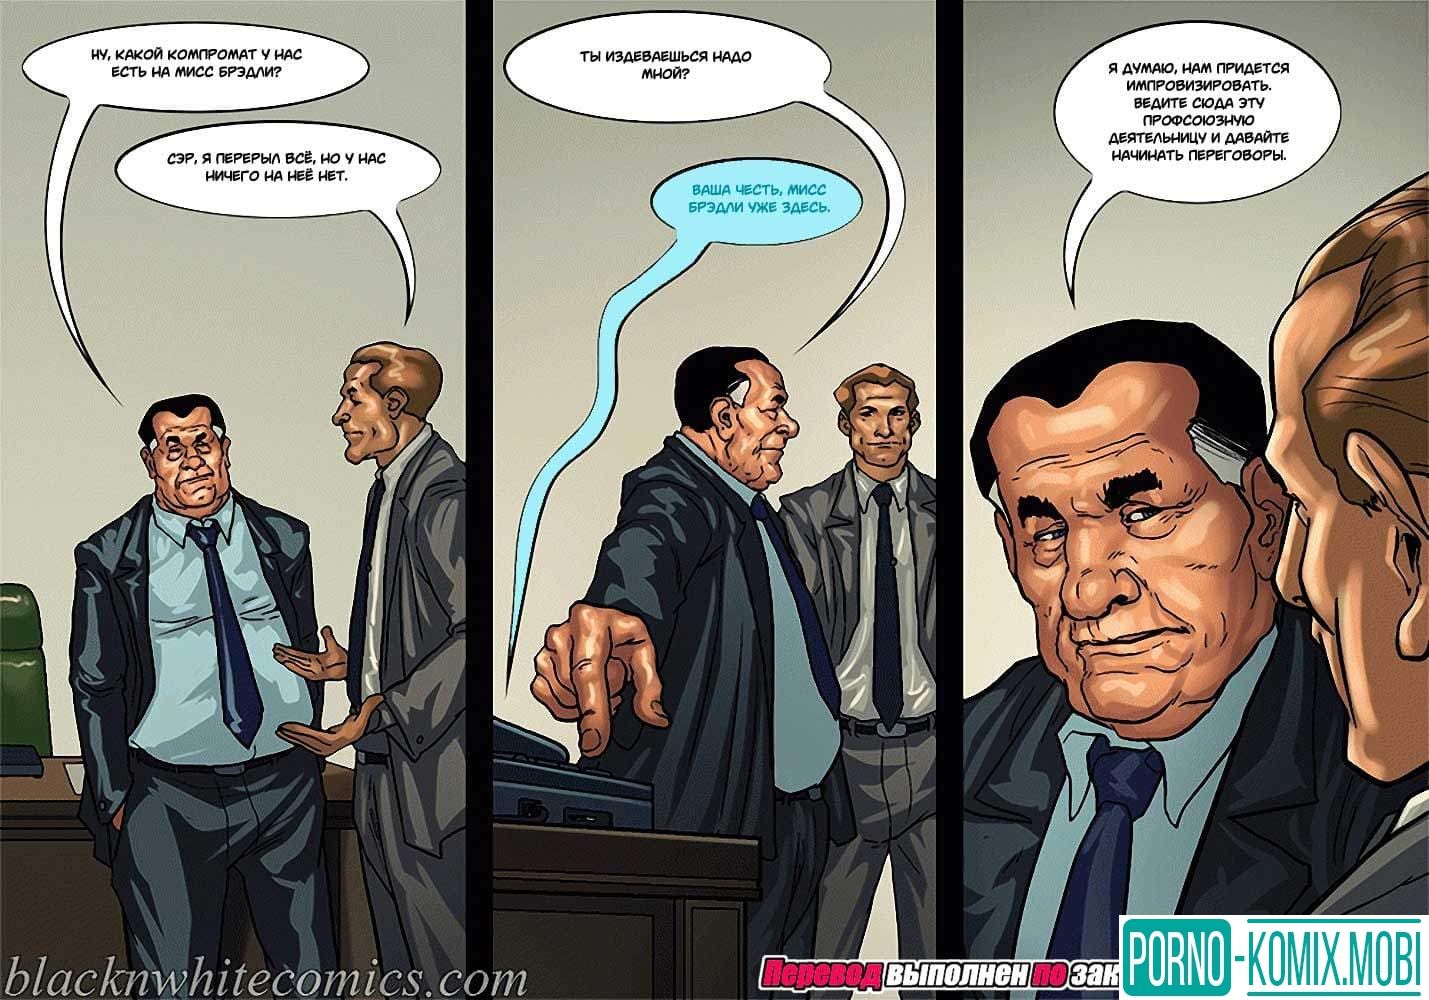 НУ, КАКОЙ КОМПРОМАТ У НАС
ЕСТЬ НА МИСС БРЭДЛИ?
СЭР, Я ПЕРЕРЫЛ ВСЁ, НО У НАС
НИЧЕГО НА НЕЁ НЕТ.
ТЫ ИЗДЕВАЕШЬСЯ НАДО
МНОЙ?
ВАША ЧЕСТЬ, МИСС
БРЭДЛИ УЖЕ ЗДЕСЬ.
Я ДУМАЮ, НАМ ПРИДЕТСЯ
ИМПРОВИЗИРОВАТЬ.
ВЕДИТЕ СЮДА ЭТУ
ПРОФСОЮЗНУЮ
ДЕЯТЕЛЬНИЦУ И ДАВАЙТЕ
НАЧИНАТЬ ПЕРЕГОВОРЫ.
blacknwhitecomics.com
Перевод выполнен по зак
PORNO-KOMIX.MOBI